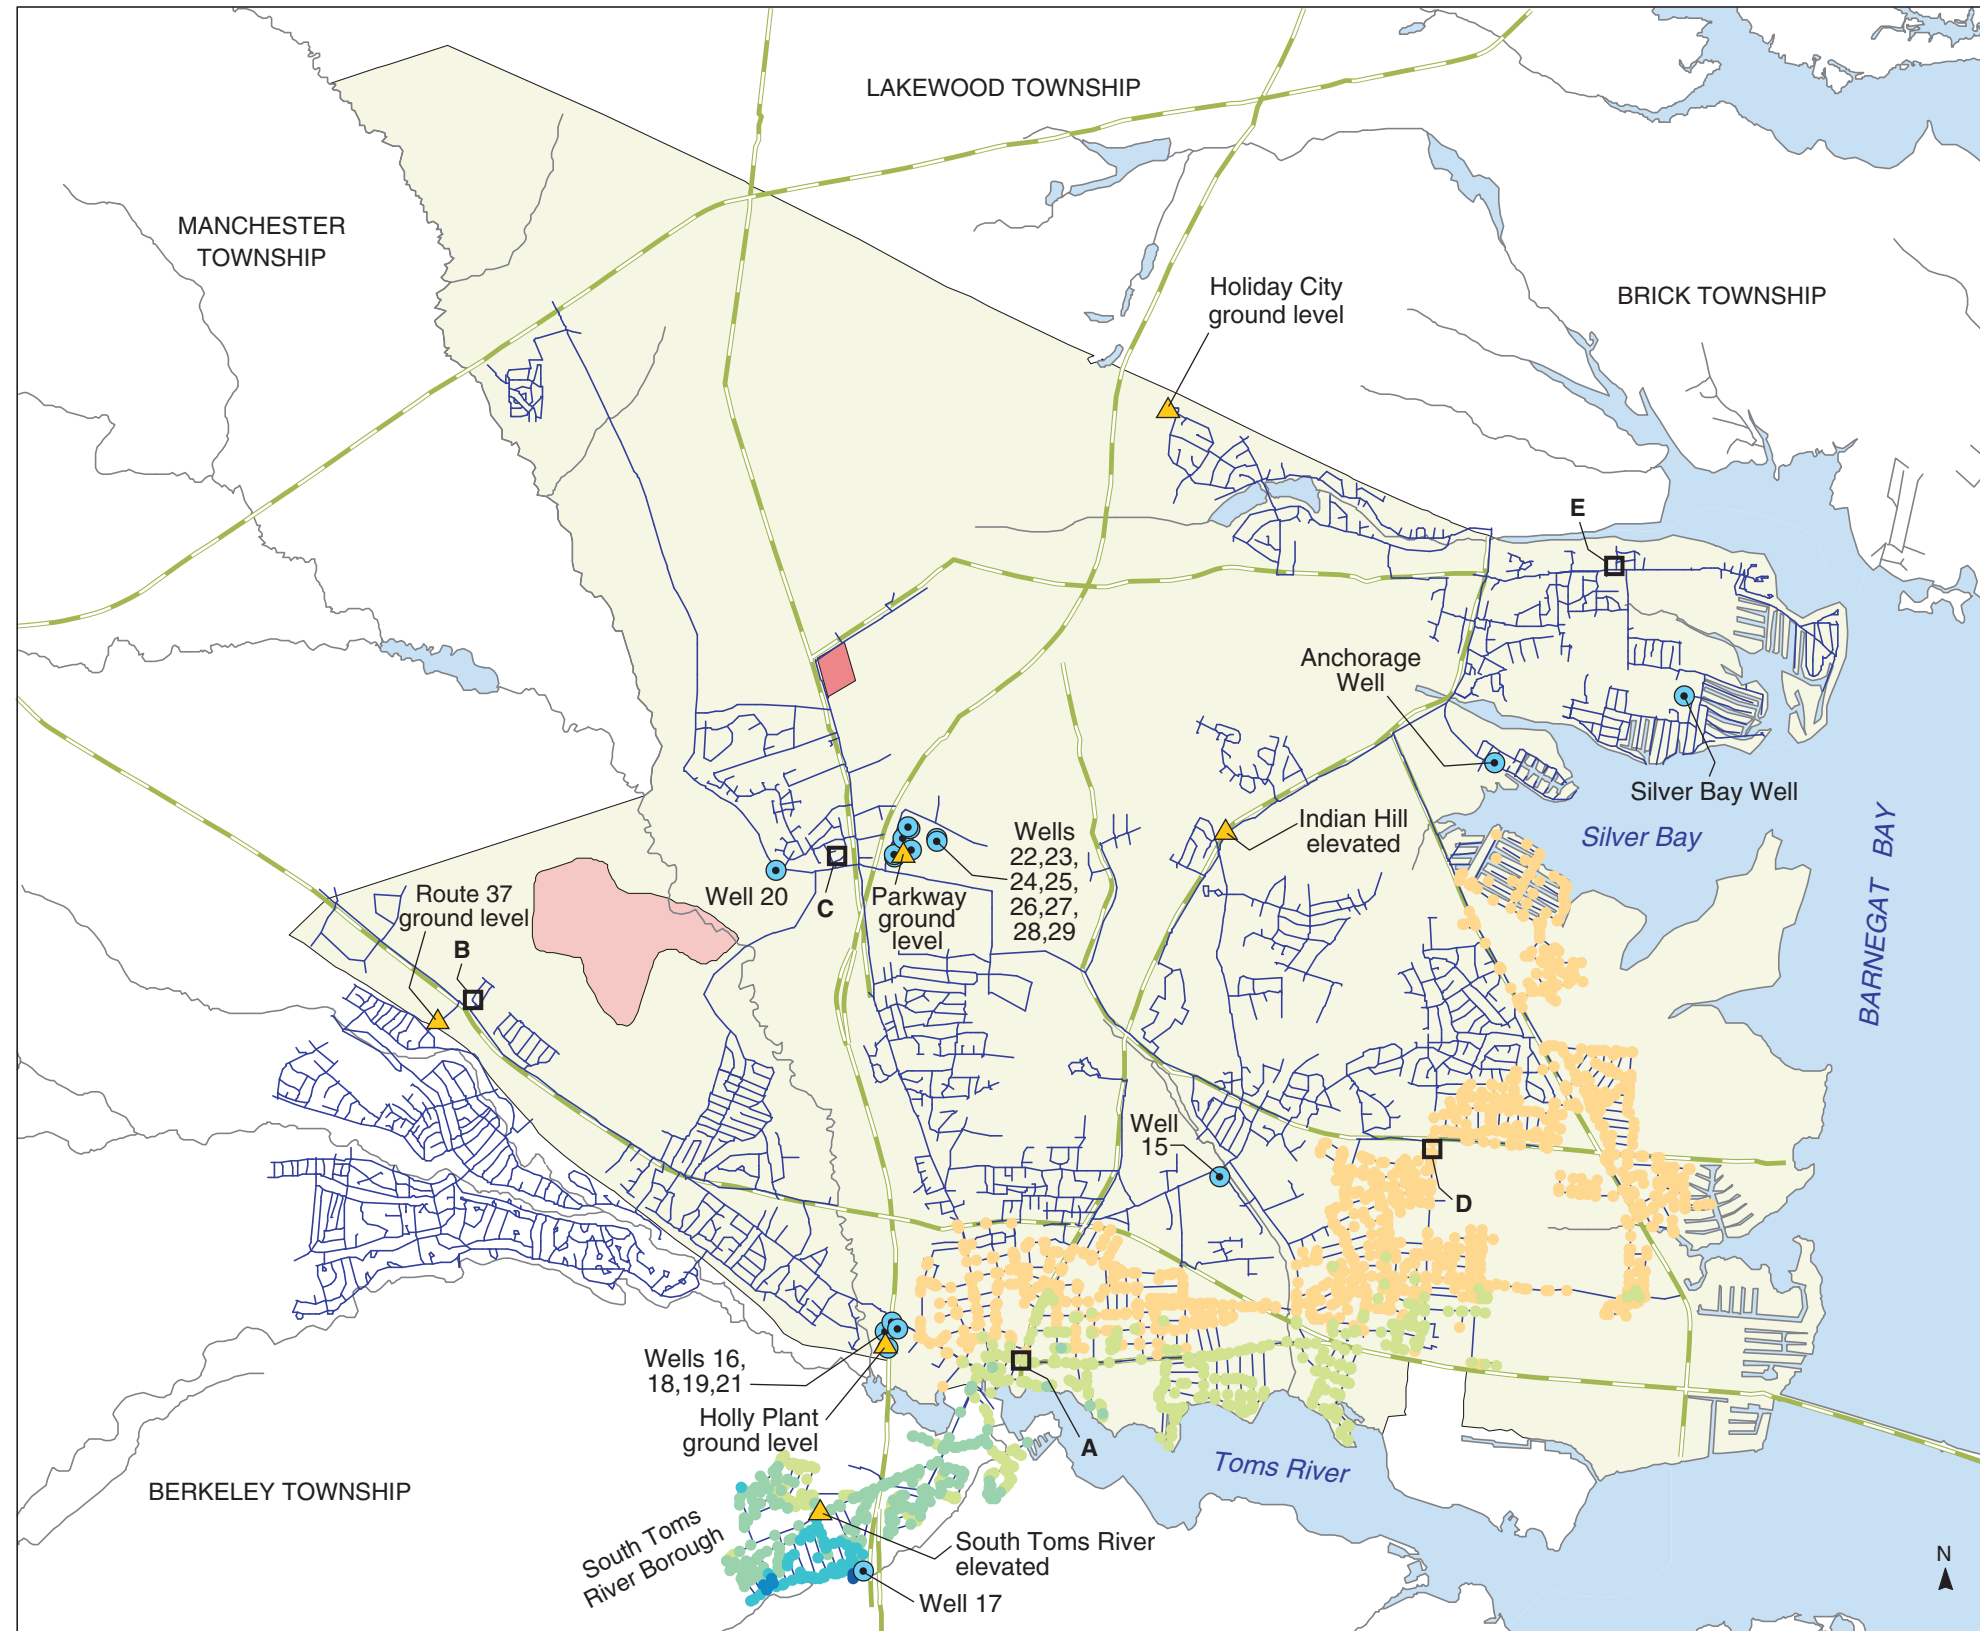 LAKEWOOD TOWNSHIP
MANCHESTER
TOWNSHIP
Holiday City
ground level
BRICK TOWNSHIP
E
Anchorage
Well
Silver Bay Well
Indian Hill
elevated
Silver Bay
BARNEGAT BAY
Wells
22,23,
24,25,
26,27,
28,29
Well 20
C
Parkway
ground
level
Route 37
ground level
B
Well
15
D
Wells 16,
18,19,21
Holly Plant
ground level
A
Toms River
BERKELEY TOWNSHIP
South Toms
River Borough
South Toms River
elevated
Well 17
N